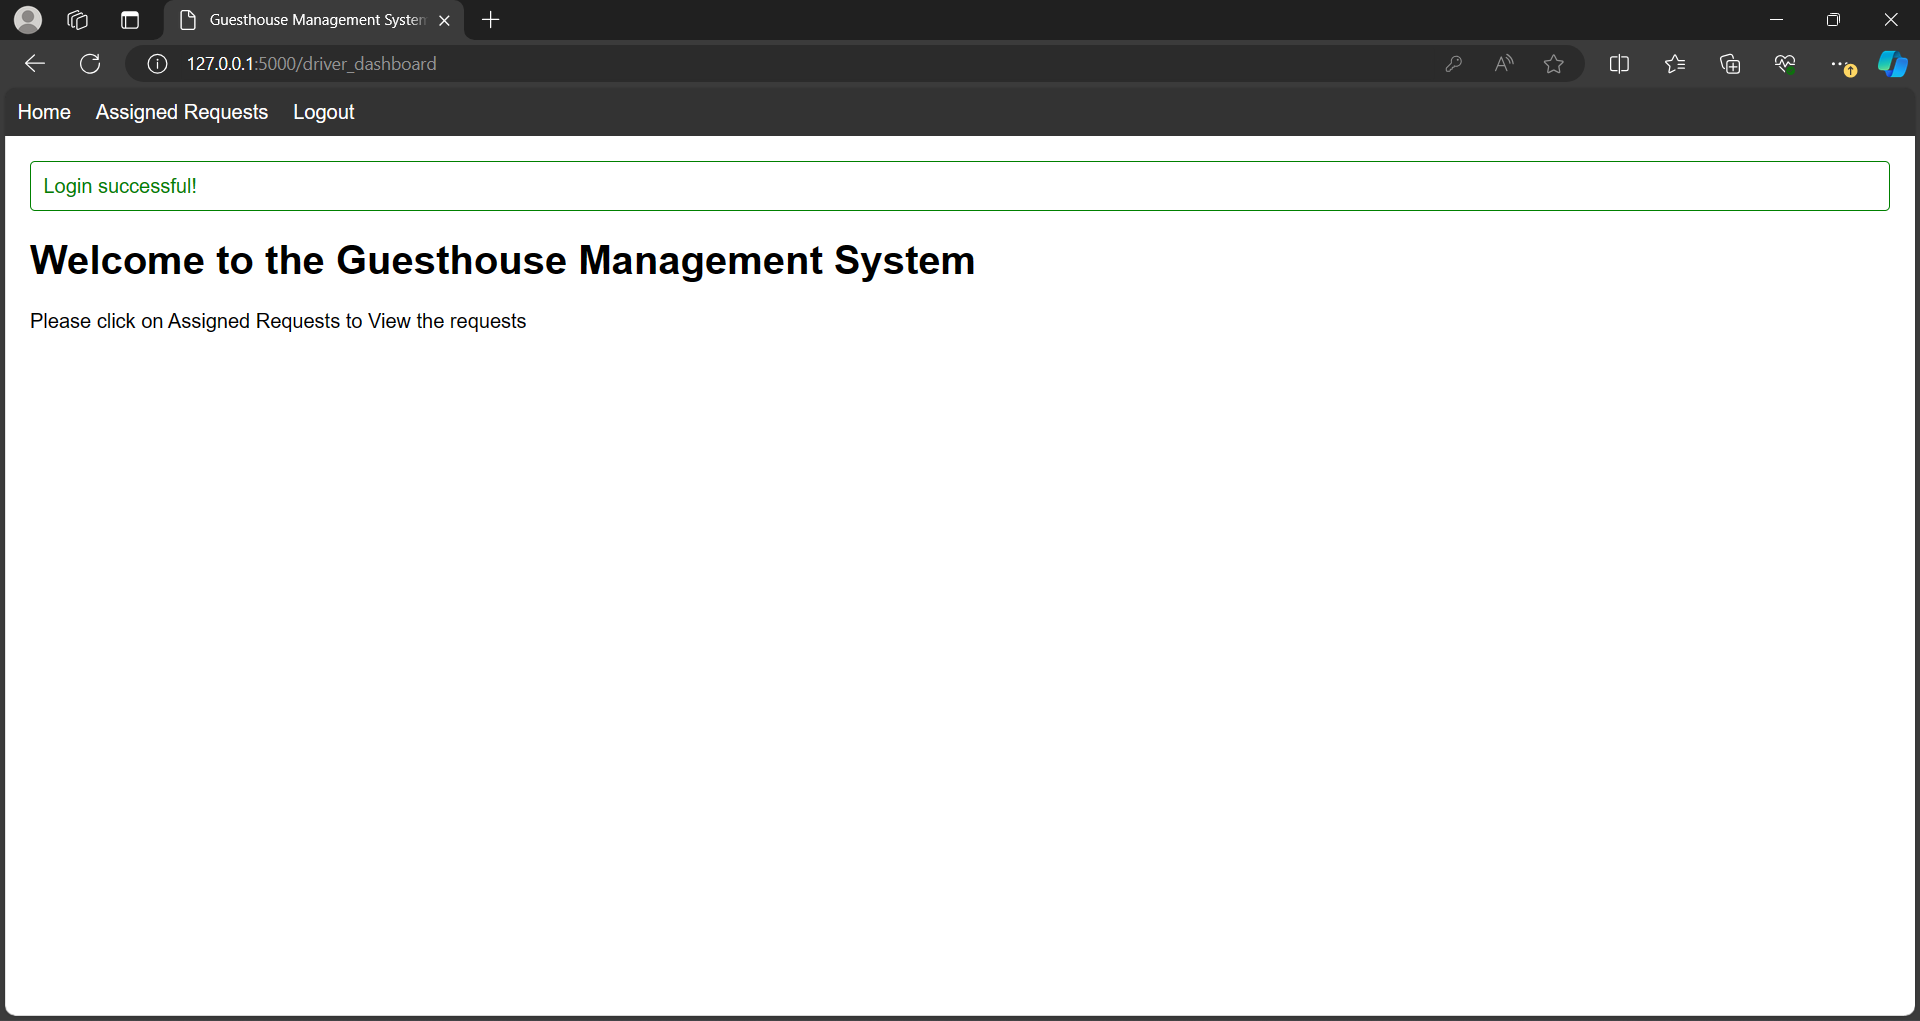 Guesthouse Management System
127.0.0.1:5000/driver_dashboard
Home Assigned Requests Logout
Login successful!
Welcome to the Guesthouse Management System
Please click on Assigned Requests to View the requests